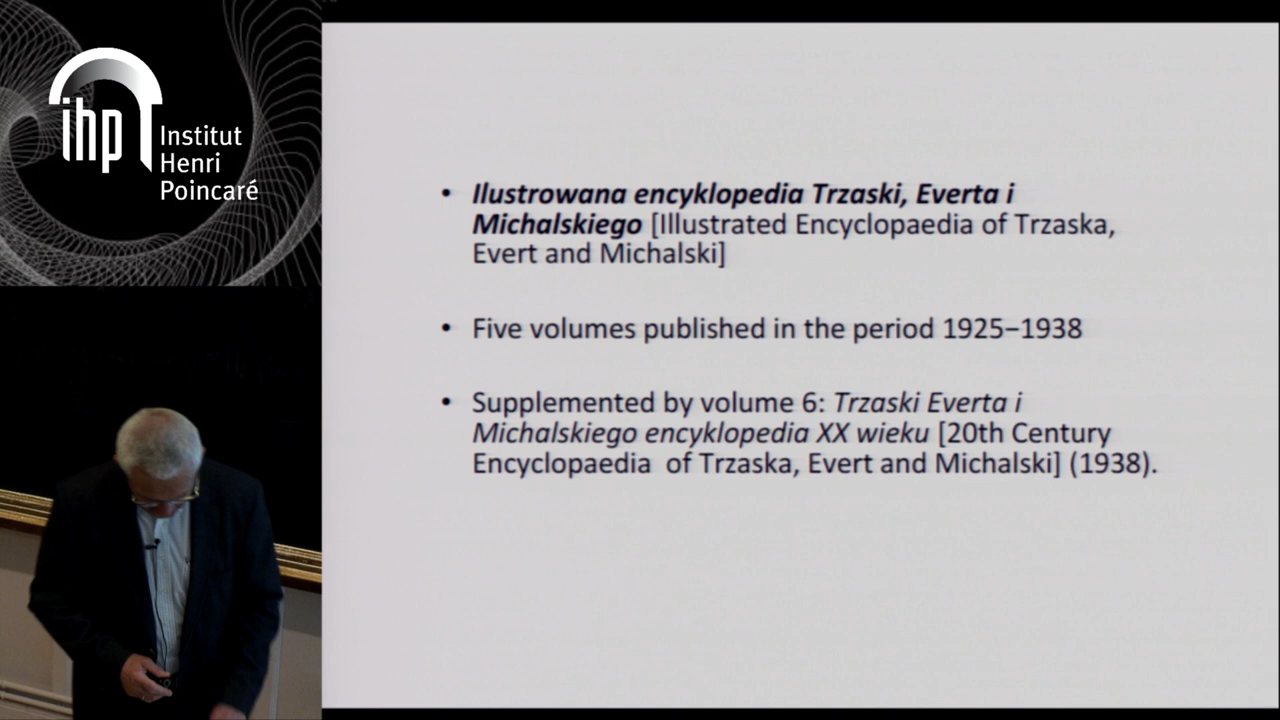 ihp
Institut
Henri
Poincaré
• Ilustrowana encyklopedia Trzaski, Everta i
Michalskiego [Illustrated Encyclopaedia of Trzaska,
Evert and Michalski]
• Five volumes published in the period 1925–1938
• Supplemented by volume 6: Trzaski Everta i
Michalskiego encyklopedia XX wieku [20th Century
Encyclopaedia of Trzaska, Evert and Michalski] (1938).